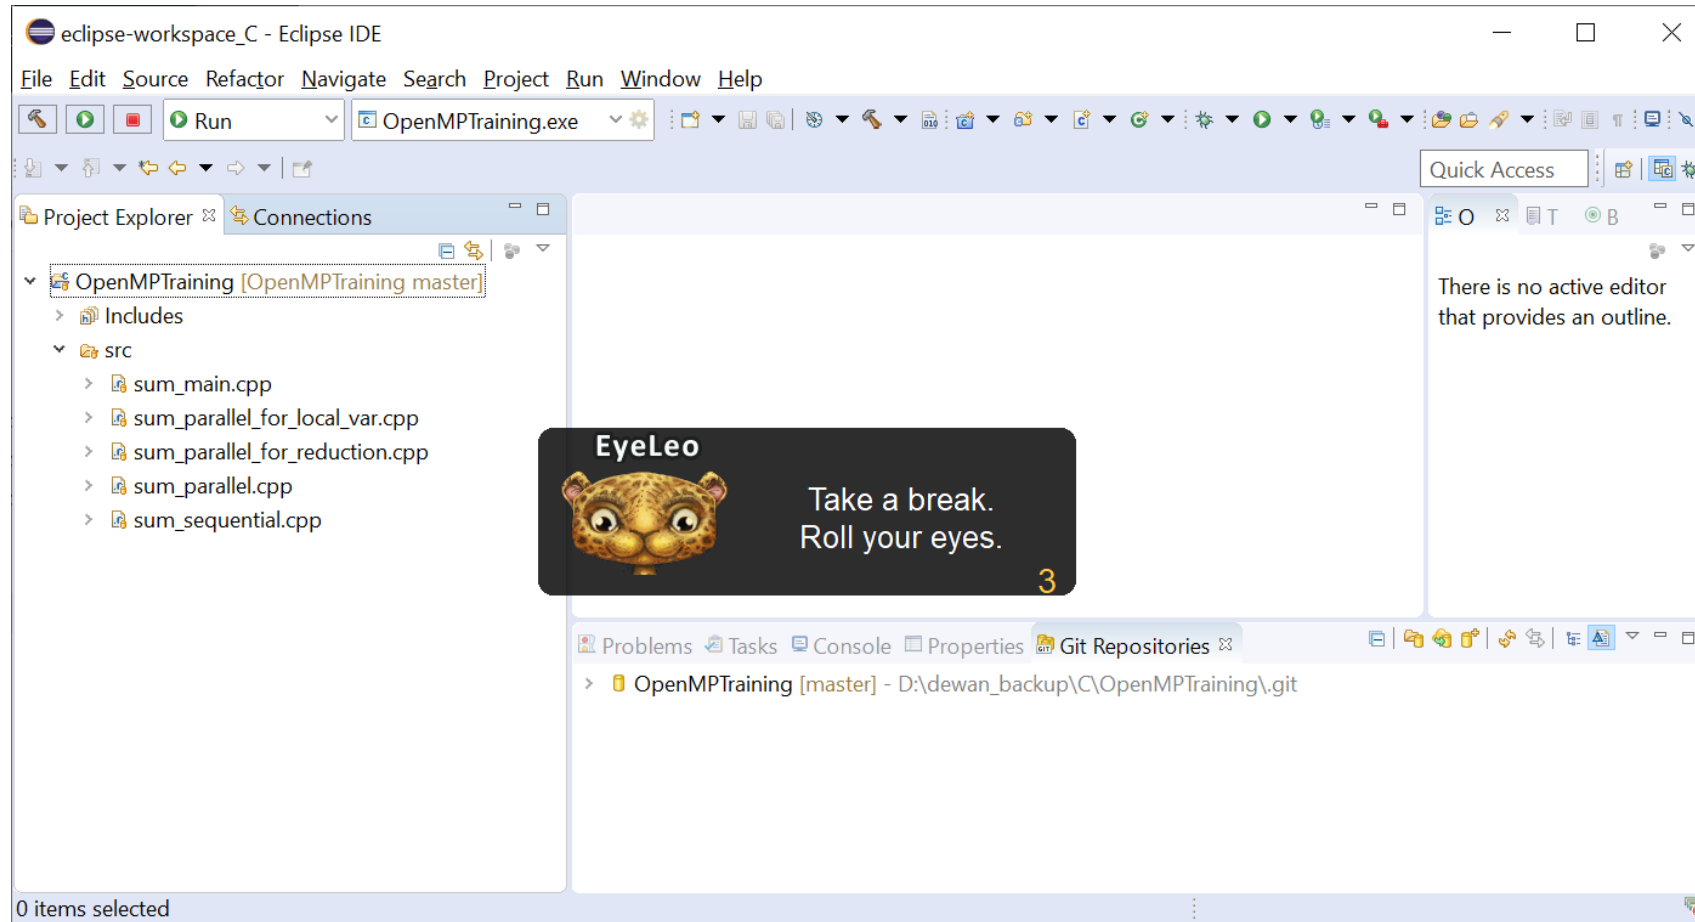 eclipse-workspace_C - Eclipse IDE
File Edit Source Refactor Navigate Search Project Run Window Help
Run OpenMPTraining.exe
Quick Access
Project Explorer Connections
O T B
OpenMPTraining [OpenMPTraining master]
Includes
src
sum_main.cpp
sum_parallel_for_local_var.cpp
sum_parallel_for_reduction.cpp
sum_parallel.cpp
sum_sequential.cpp
There is no active editor
that provides an outline.
EyeLeo
Take a break.
Roll your eyes.
3
Problems Tasks Console Properties Git Repositories
OpenMPTraining [master] - D:\dewan_backup\C\OpenMPTraining\.git
0 items selected